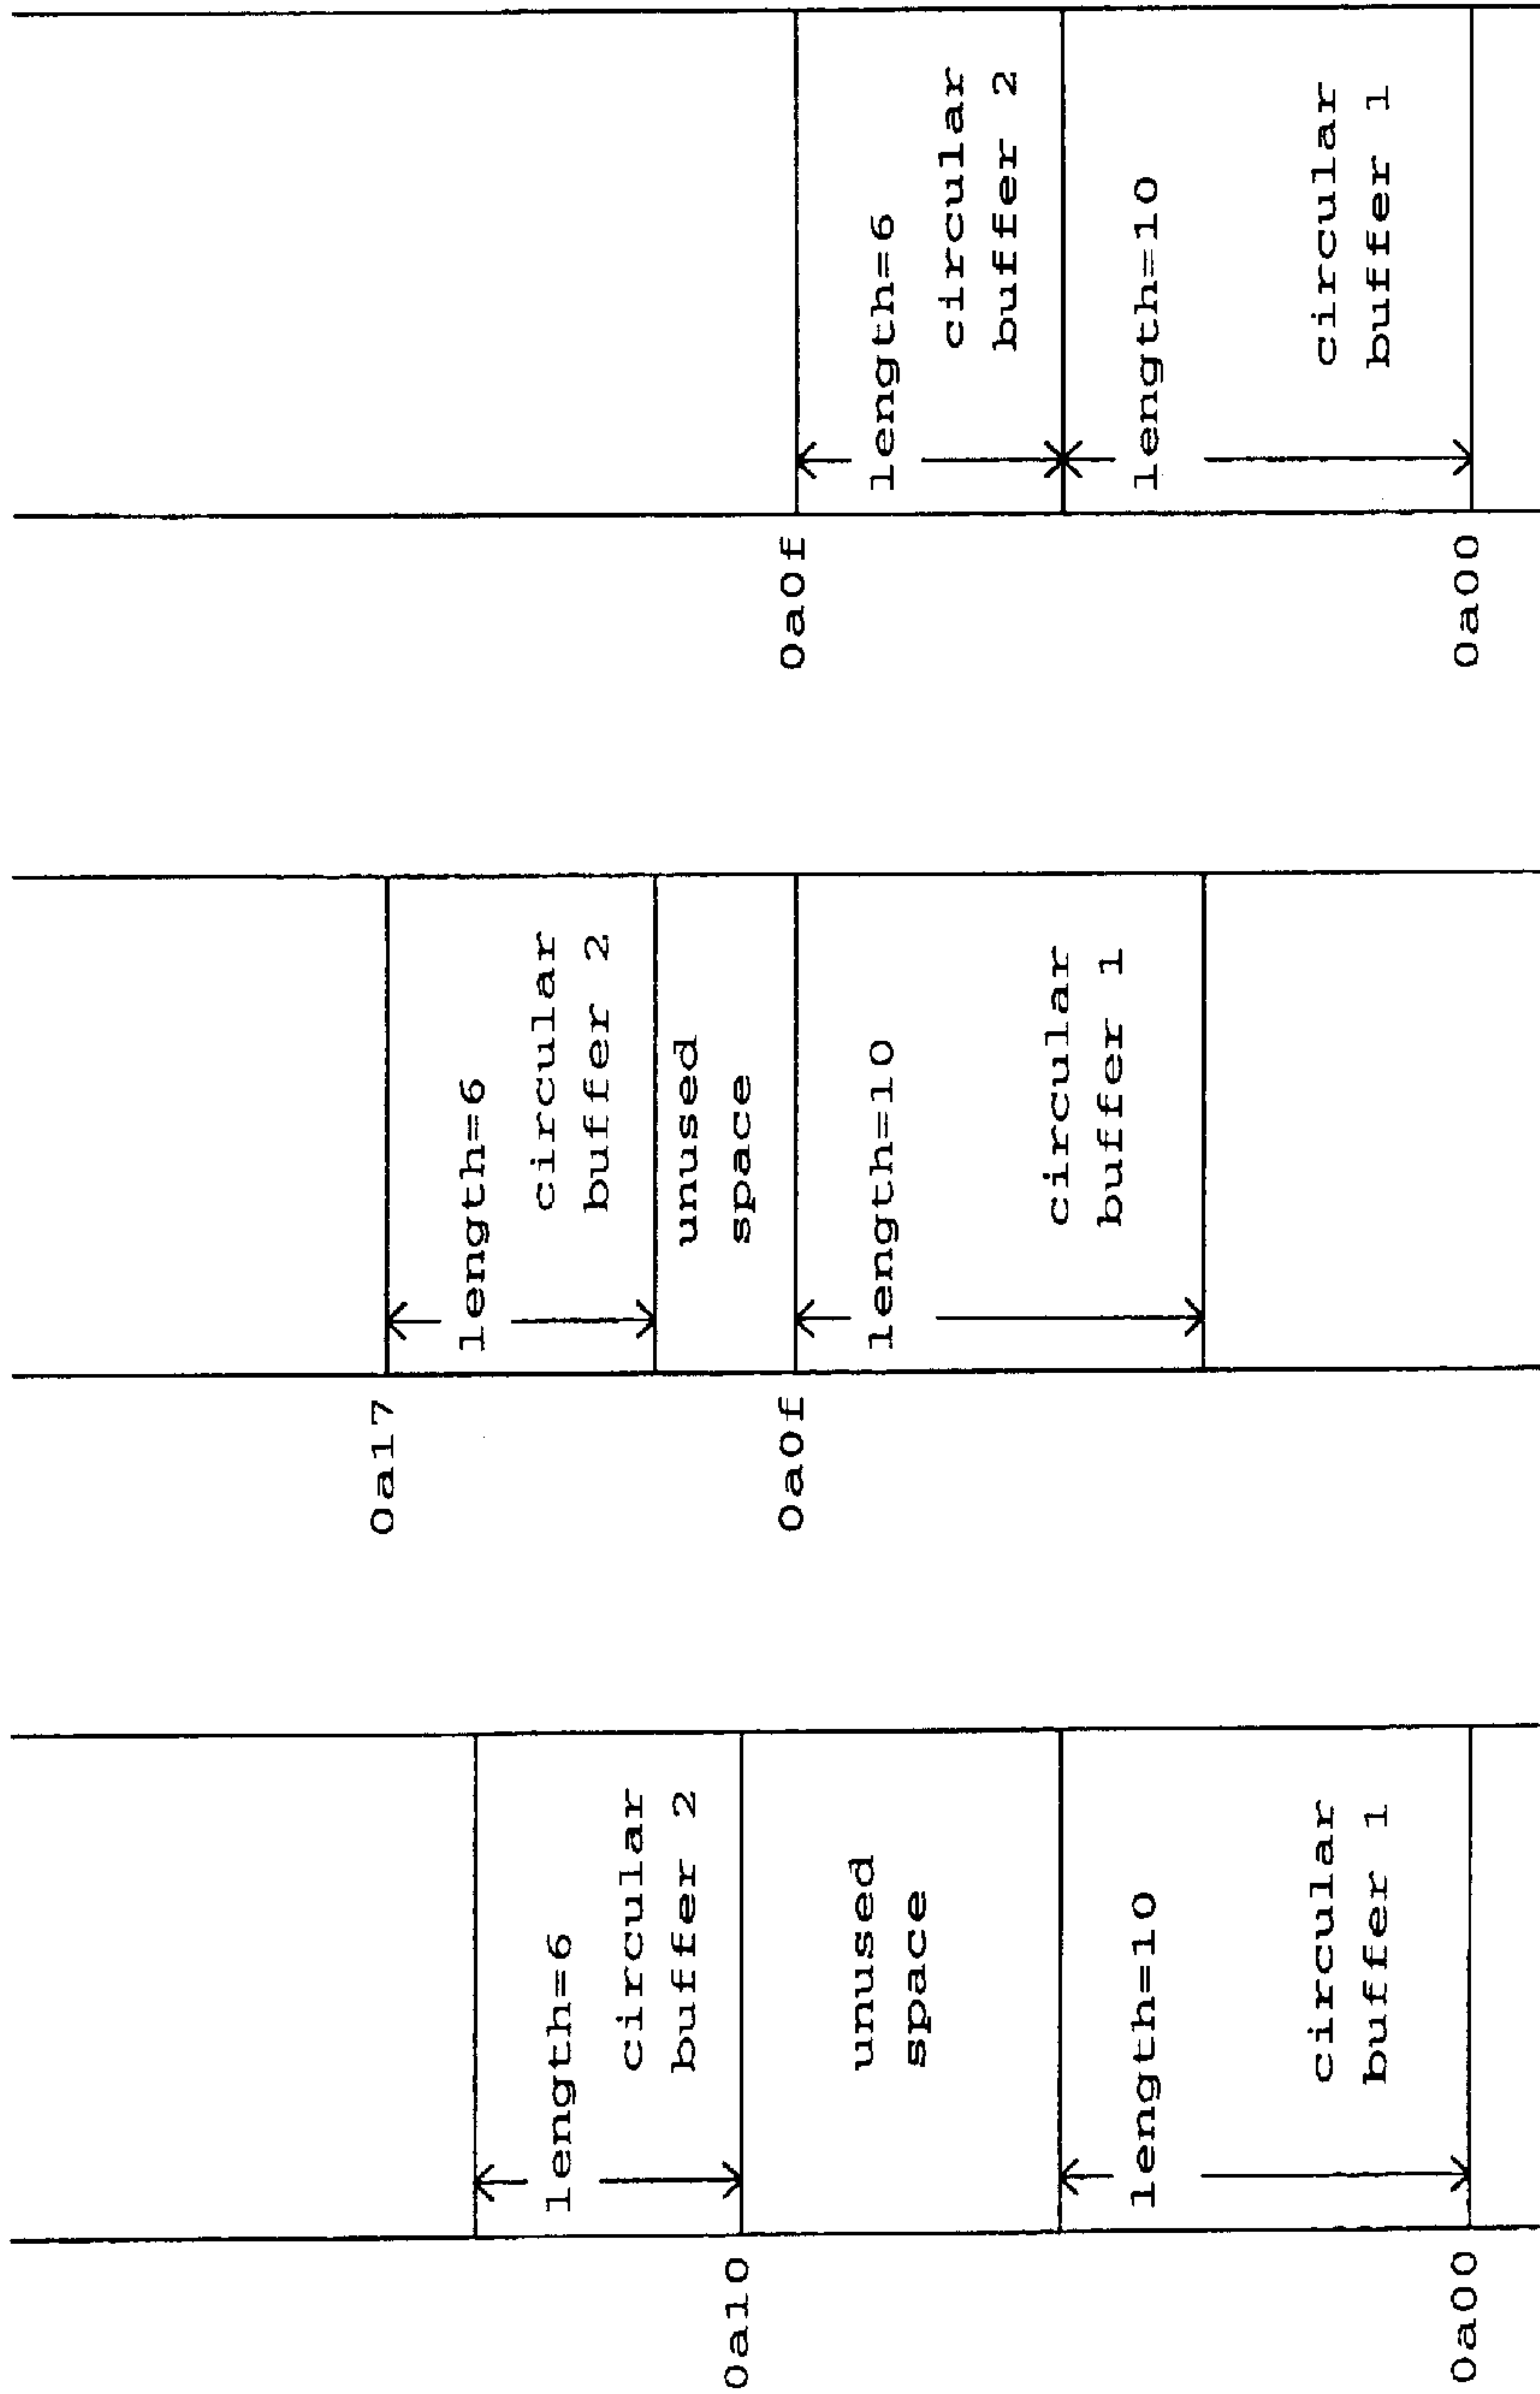 0a0f
length=6
circular
buffer 2
length=10
circular
buffer 1
0a00
0a17
length=6
circular
buffer 2
unused
space
0a0f
length=10
circular
buffer 1
length=6
circular
buffer 2
0a10
unused
space
length=10
circular
buffer 1
0a00